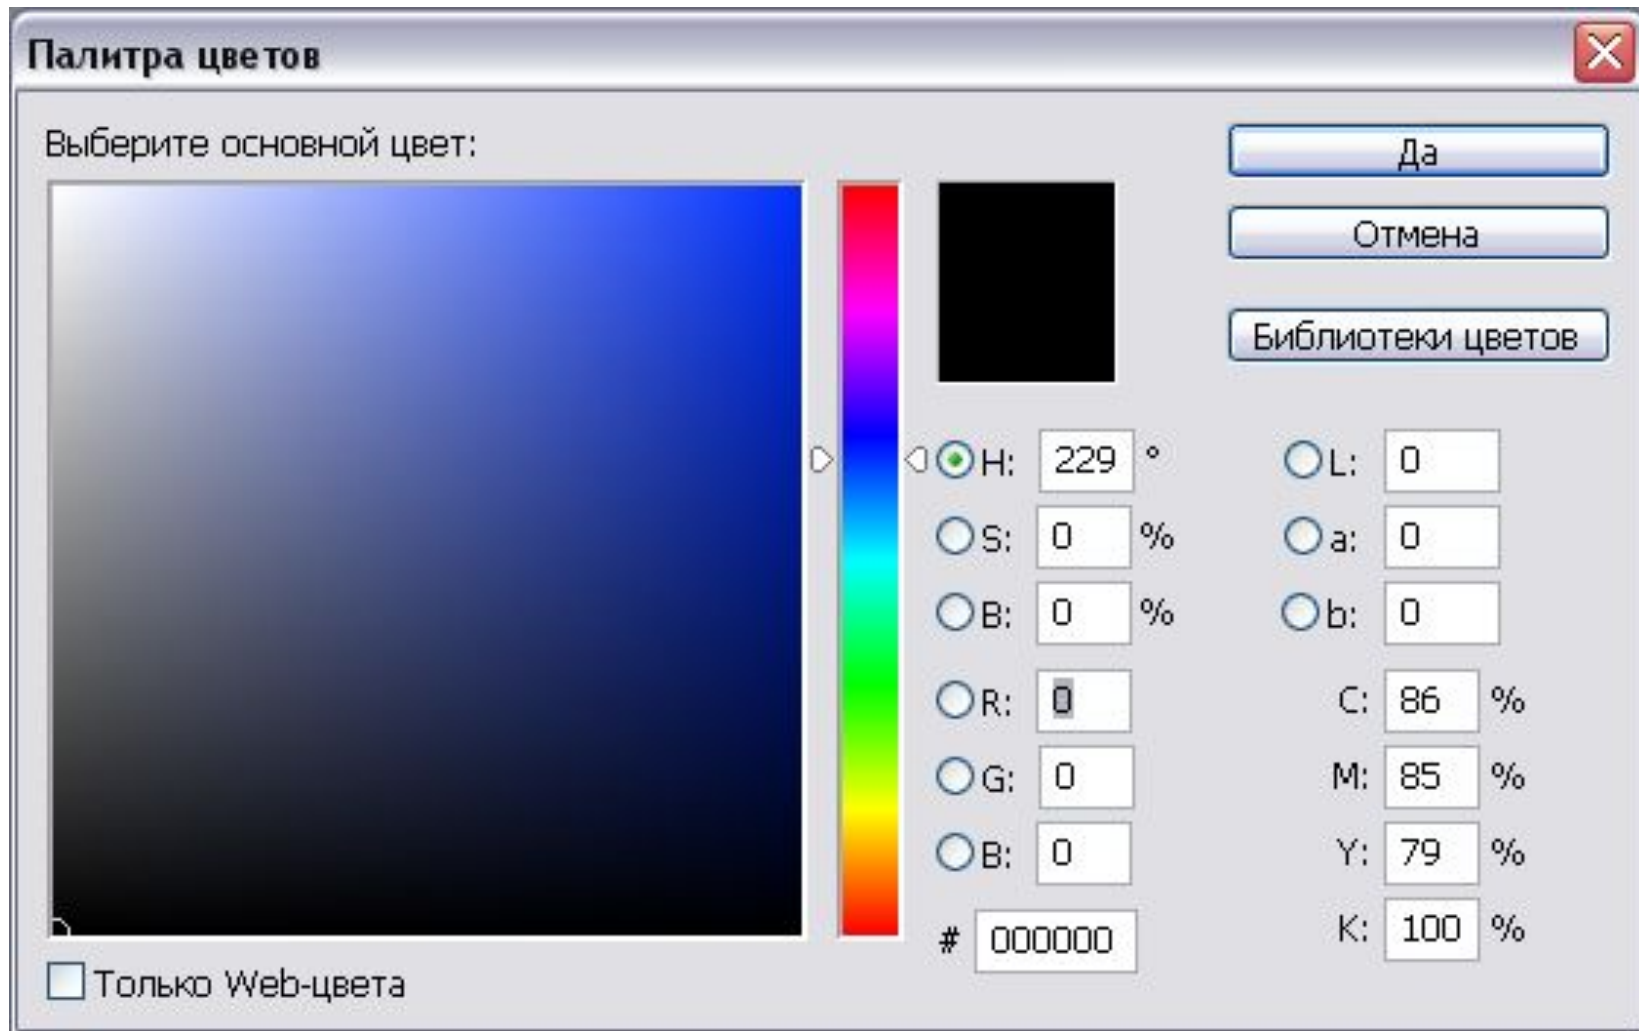 Палитра цветов
Выберите основной цвет:
Да
Отмена
Библиотеки цветов
H: 229 °
S: 0 %
B: 0 %
R: 0
G: 0
B: 0
# 000000
L: 0
a: 0
b: 0
C: 86 %
M: 85 %
Y: 79 %
K: 100 %
Только Web-цвета